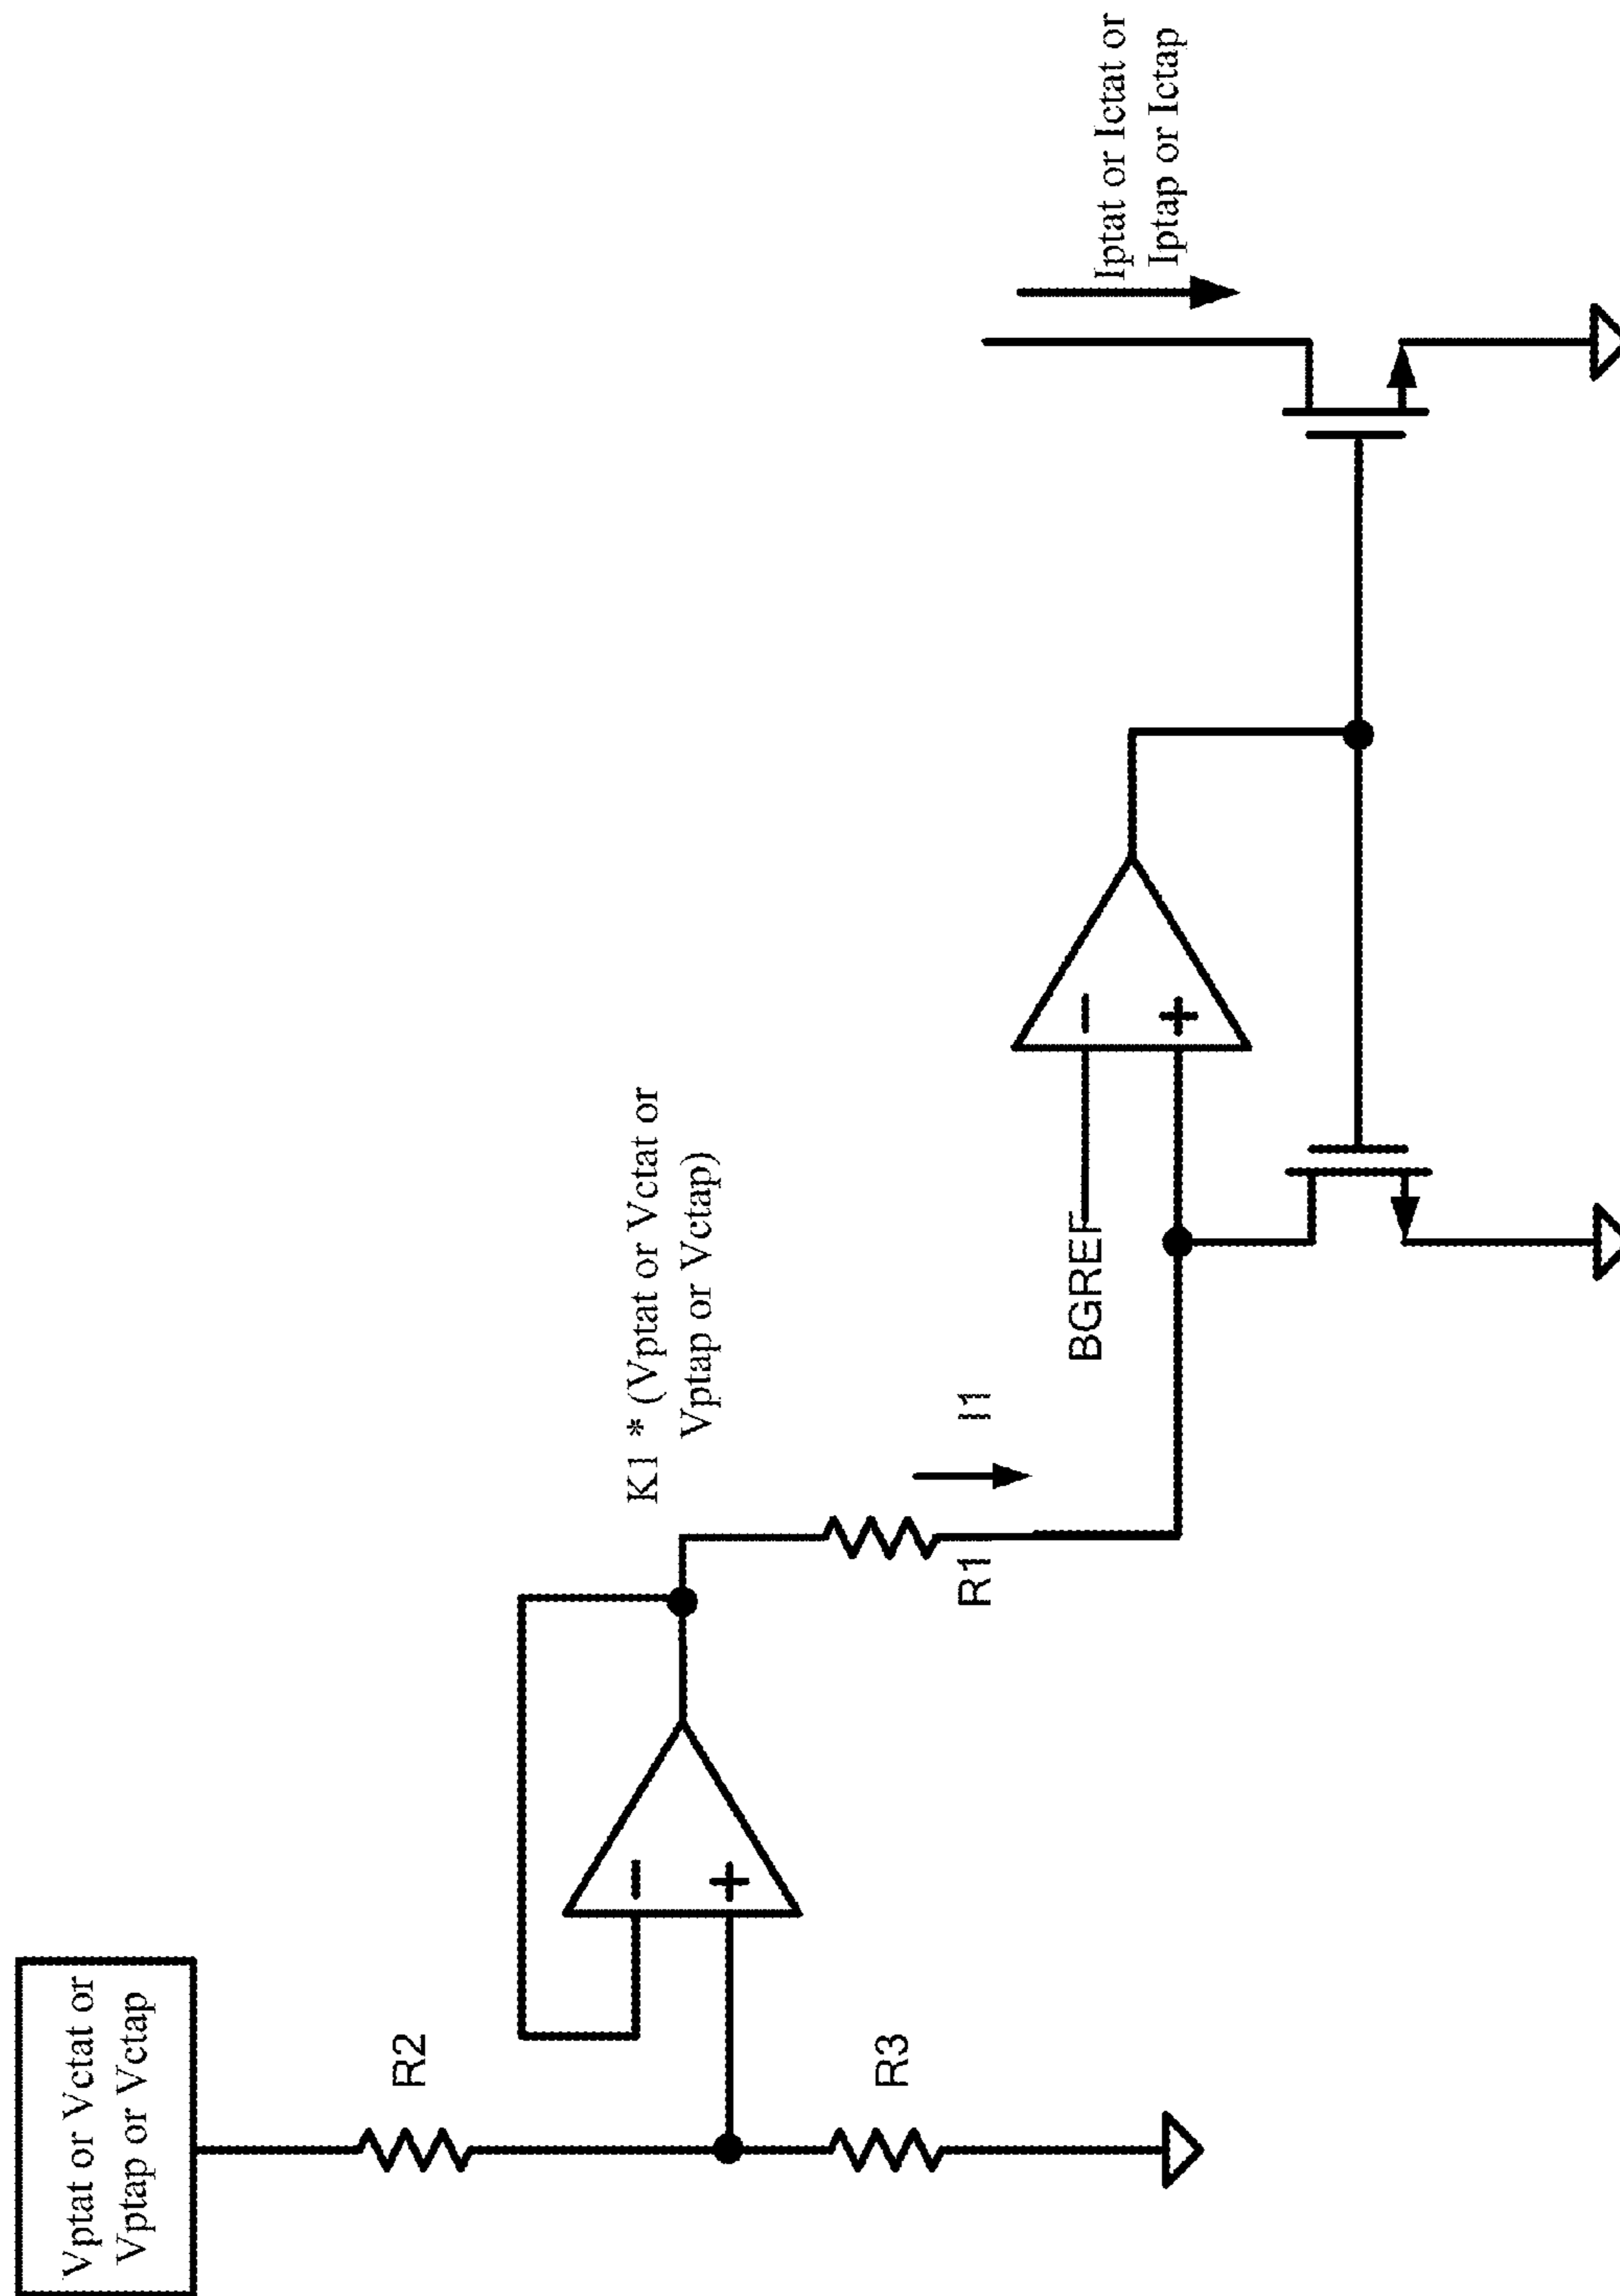 Vptat or Vctat or
Vptap or Vctap
R2
R3
−
+
K1 * (Vptat or Vctat or
Vptap or Vctap)
R1
I1
BGREF
−
+
Iptat or Ictat or
Iptap or Ictap